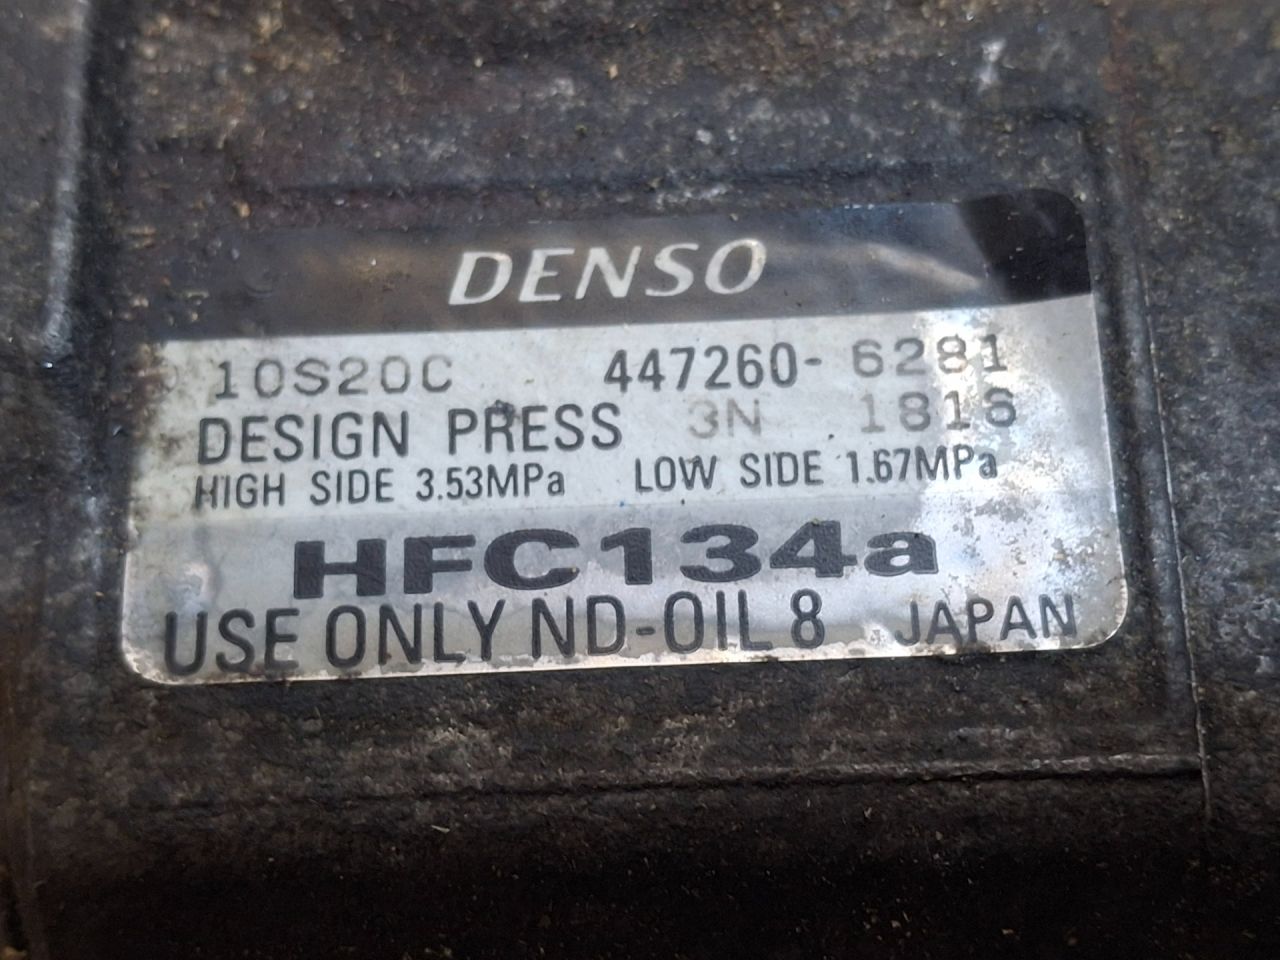 DENSO
10S20C 447260-6281
DESIGN PRESS 3N 1816
HIGH SIDE 3.53MPa LOW SIDE 1.67MPa
HFC134a
USE ONLY ND-OIL 8 JAPAN